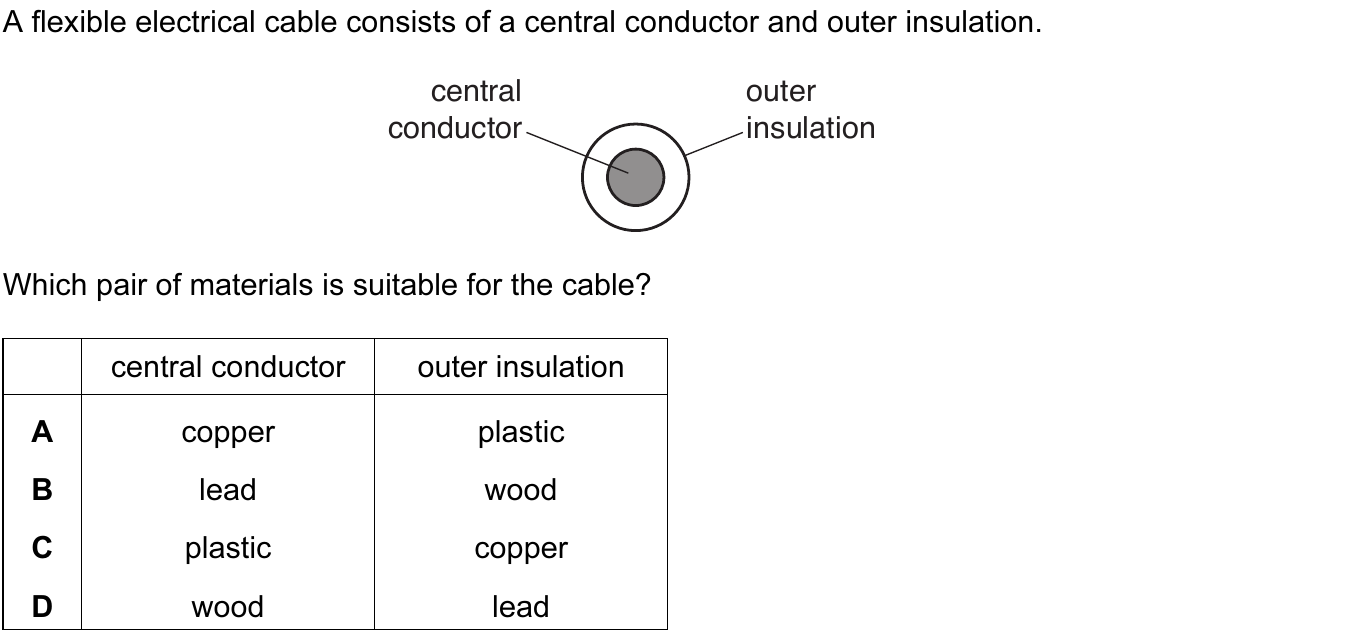 A flexible electrical cable consists of a central conductor and outer insulation.
central
conductor
outer
insulation
Which pair of materials is suitable for the cable?
central conductor outer insulation
A copper plastic
B lead wood
C plastic copper
D wood lead